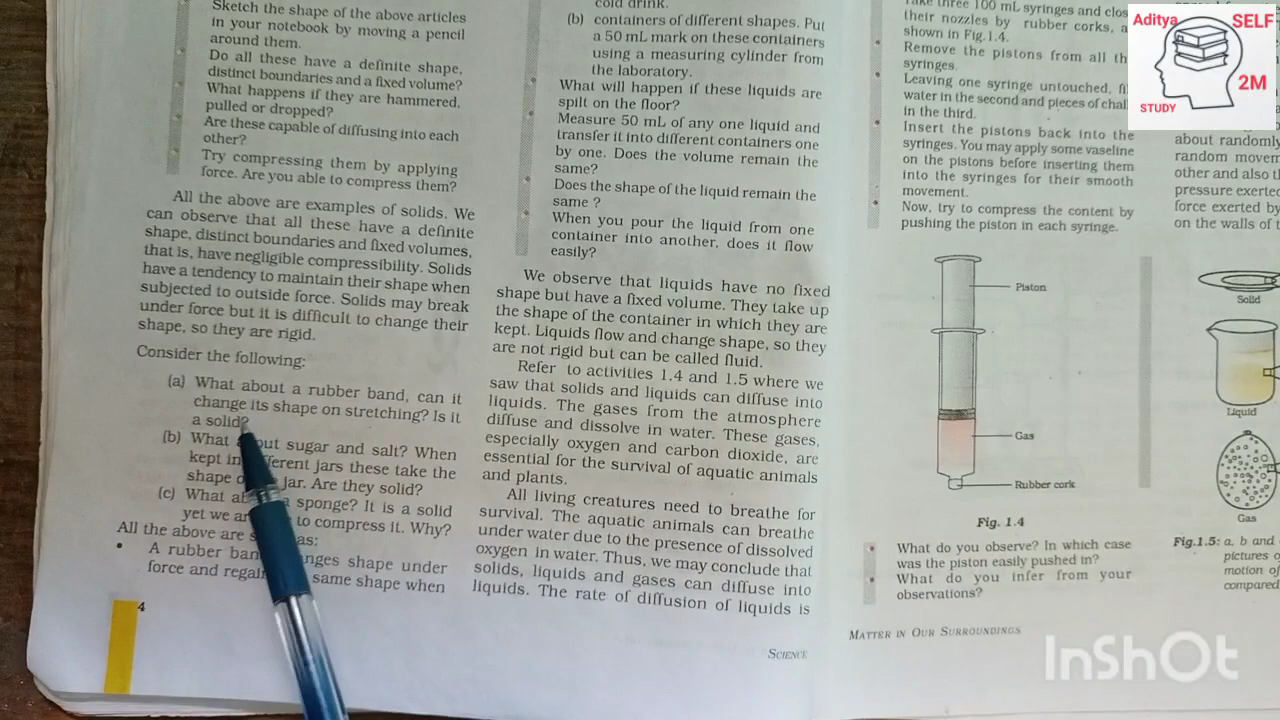 Sketch the shape of the above articles
in your notebook by moving a pencil
around them.
Do all these have a definite shape,
distinct boundaries and a fixed volume?
What happens if they are hammered,
pulled or dropped?
Are these capable of diffusing into each
other?
Try compressing them by applying
force. Are you able to compress them?
All the above are examples of solids. We
can observe that all these have a definite
shape, distinct boundaries and fixed volumes,
that is, have negligible compressibility. Solids
have a tendency to maintain their shape when
subjected to outside force. Solids may break
under force but it is difficult to change their
shape, so they are rigid.
Consider the following:
(a) What about a rubber band, can it
change its shape on stretching? Is it
a solid?
(b) What sugar and salt? When
kept in jars these take the
shape jar. Are they solid?
(c) What sponge? It is a solid
yet we to compress it. Why?
All the above are
• A rubber shape under
force and same shape when
4
cold drink.
(b) containers of different shapes. Put
a 50 mL mark on these containers
using a measuring cylinder from
the laboratory.
What will happen if these liquids are
spilt on the floor?
Measure 50 mL of any one liquid and
transfer it into different containers one
by one. Does the volume remain the
same?
Does the shape of the liquid remain the
same ?
When you pour the liquid from one
container into another, does it flow
easily?
We observe that liquids have no fixed
shape but have a fixed volume. They take up
the shape of the container in which they are
kept. Liquids flow and change shape, so they
are not rigid but can be called fluid.
Refer to activities 1.4 and 1.5 where we
saw that solids and liquids can diffuse into
liquids. The gases from the atmosphere
diffuse and dissolve in water. These gases,
especially oxygen and carbon dioxide, are
essential for the survival of aquatic animals
and plants.
All living creatures need to breathe for
survival. The aquatic animals can breathe
under water due to the presence of dissolved
oxygen in water. Thus, we may conclude that
solids, liquids and gases can diffuse into
liquids. The rate of diffusion of liquids is
SCIENCE
Take three 100 mL syringes and
their nozzles by rubber corks,
shown in Fig.1.4.
Remove the pistons from all
syringes.
Leaving one syringe untouched,
water in the second and pieces of
in the third.
Insert the pistons back into the
syringes. You may apply some vaseline
on the pistons before inserting them
into the syringes for their smooth
movement.
Now, try to compress the content by
pushing the piston in each syringe.
Piston
Gas
Rubber cork
Fig. 1.4
What do you observe? In which case
was the piston easily pushed in?
What do you infer from your
observations?
MATTER IN OUR SURROUNDINGS
about randomly
random
other and also
pressure
force exerted by
on the walls of
Solid
Liquid
Gas
Fig.1.5: a, b and
pictures
motion of
compared
Aditya SELF
2M
STUDY
InShOt